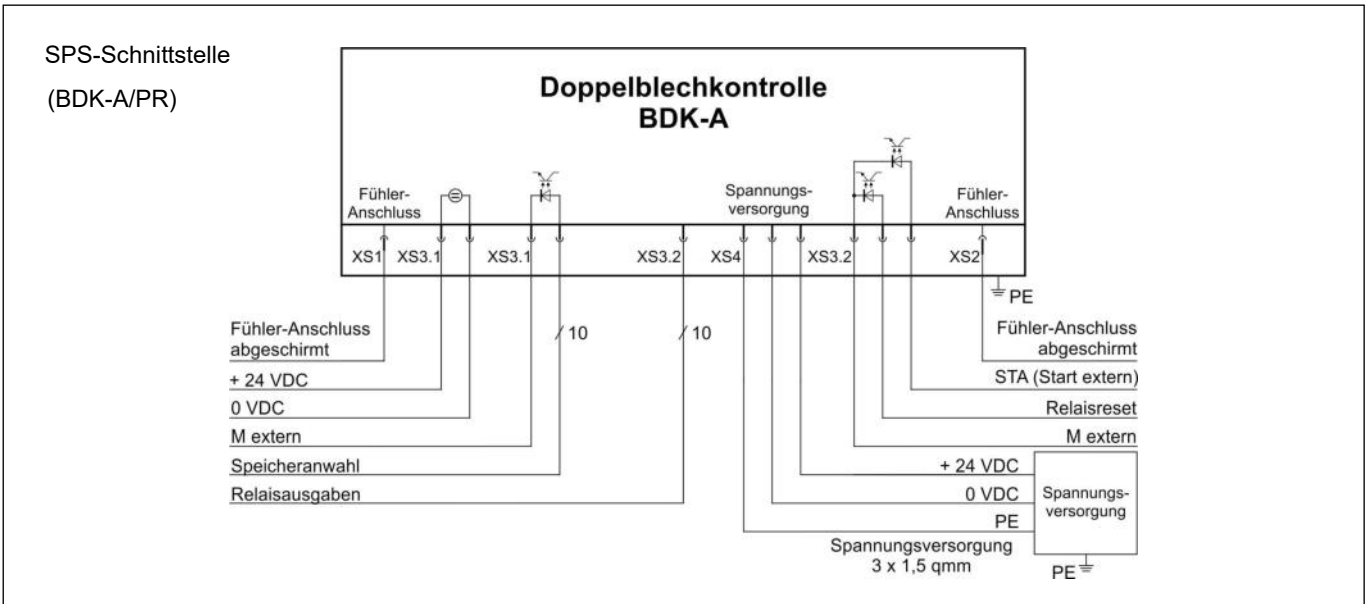 SPS-Schnittstelle
(BDK-A/PR)
Doppelblechkontrolle
BDK-A
Fühler-
Anschluss
Spannungs-
versorgung
Fühler-
Anschluss
XS1 XS3.1 XS3.1 XS3.2 XS4 XS3.2 XS2
PE
Fühler-Anschluss
abgeschirmt
+ 24 VDC
0 VDC
M extern
Speicheranwahl
Relaisausgaben
/ 10
/ 10
Fühler-Anschluss
abgeschirmt
STA (Start extern)
Relaisreset
M extern
+ 24 VDC
0 VDC
PE
Spannungs-
versorgung
Spannungsversorgung
3 x 1,5 qmm
PE